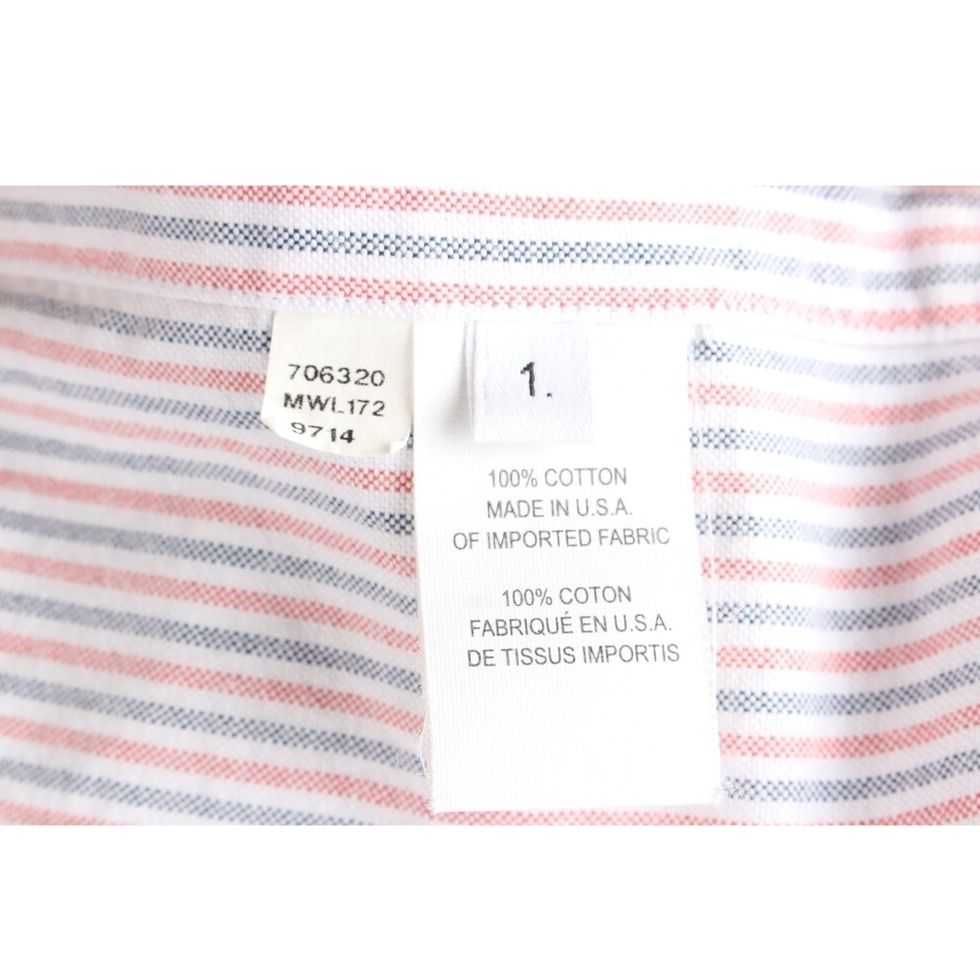 706320
MWL172
9714
1.
100% COTTON
MADE IN U.S.A.
OF IMPORTED FABRIC
100% COTON
FABRIQUÉ EN U.S.A.
DE TISSUS IMPORTIS